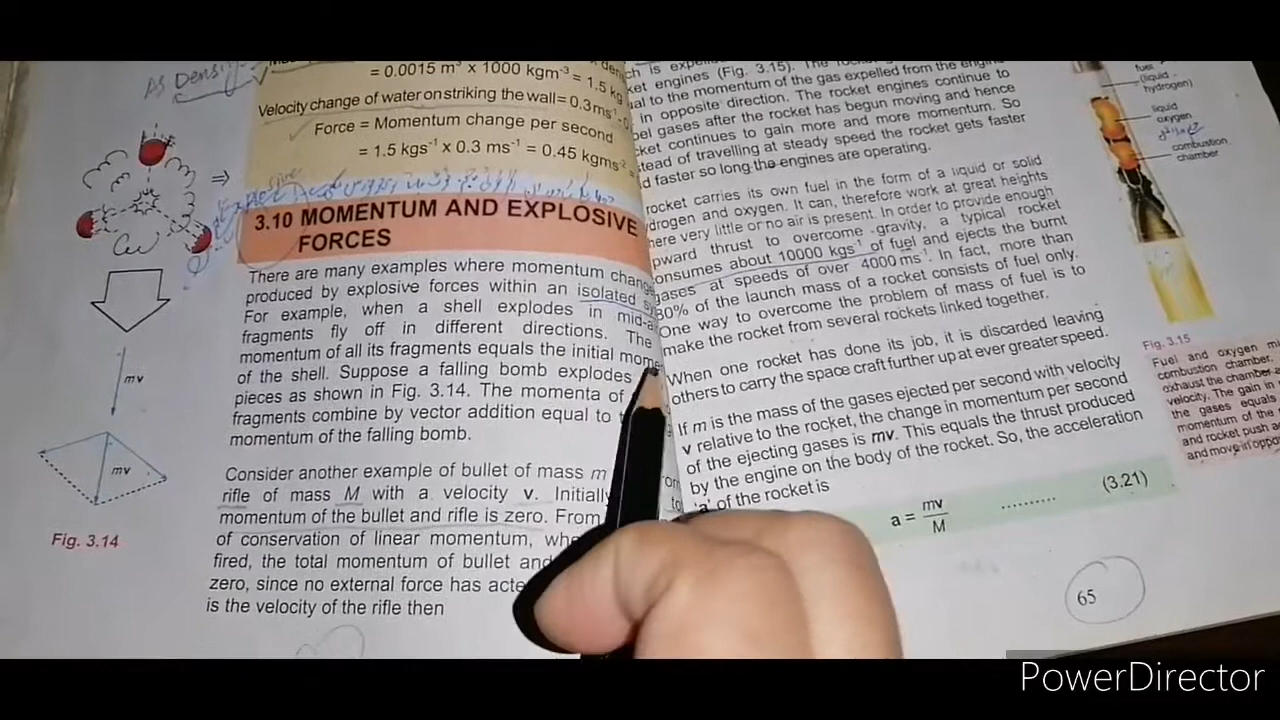 As Density
= 0.0015 m³ x 1000 kgm⁻³ = 1.5 kg
Velocity change of water on striking the wall= 0.3 ms⁻¹ - 0
Force = Momentum change per second
= 1.5 kgs⁻¹ x 0.3 ms⁻¹ = 0.45 kgms⁻² =
3.10 MOMENTUM AND EXPLOSIVE
FORCES
There are many examples where momentum change
produced by explosive forces within an isolated
For example, when a shell explodes in mid-
fragments fly off in different directions. The
momentum of all its fragments equals the initial
of the shell. Suppose a falling bomb explodes
pieces as shown in Fig. 3.14. The momenta of
fragments combine by vector addition equal to
momentum of the falling bomb.
Consider another example of bullet of mass m
rifle of mass M with a velocity v. Initially
momentum of the bullet and rifle is zero. From
of conservation of linear momentum,
fired, the total momentum of bullet and
zero, since no external force has
is the velocity of the rifle then
mv
mv
Fig. 3.14
ch is
ket engines (Fig. 3.15). The
al to the momentum of the gas expelled from the
in opposite direction. The rocket engines continue to
pel gases after the rocket has begun moving and hence
cket continues to gain more and more momentum. So
stead of travelling at steady speed the rocket gets faster
d faster so long the engines are operating.
rocket carries its own fuel in the form of a liquid or solid
ydrogen and oxygen. It can, therefore work at great heights
here very little or no air is present. In order to provide enough
pward thrust to overcome gravity, a typical rocket
onsumes about 10000 kgs⁻¹ of fuel and ejects the burnt
gases at speeds of over 4000 ms⁻¹. In fact, more than
80% of the launch mass of a rocket consists of fuel only.
One way to overcome the problem of mass of fuel is to
make the rocket from several rockets linked together.
When one rocket has done its job, it is discarded leaving
others to carry the space craft further up at ever greater speed.
If m is the mass of the gases ejected per second with velocity
v relative to the rocket, the change in momentum per second
of the ejecting gases is mv. This equals the thrust produced
by the engine on the body of the rocket. So, the acceleration
'a' of the rocket is
a = mv/M ......... (3.21)
65
fuel
(liquid
hydrogen)
liquid
oxygen
combustion
chamber
Fig. 3.15
Fuel and oxygen
combustion chamber.
exhaust the chamber
velocity. The gain in
the gases equals
momentum of the
and rocket push
and move in
PowerDirector